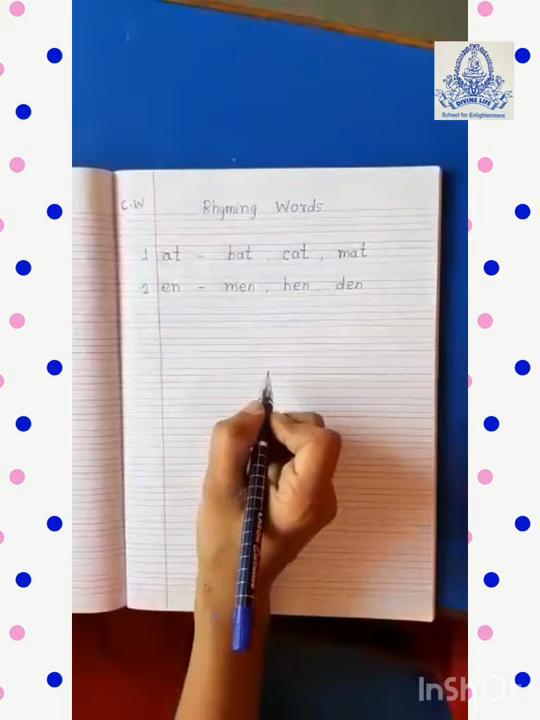 DIVINE LIFE
School for Enlightenment
C.W Rhyming Words
1 at - bat, cat, mat
2 en - men, hen, den
InShOt